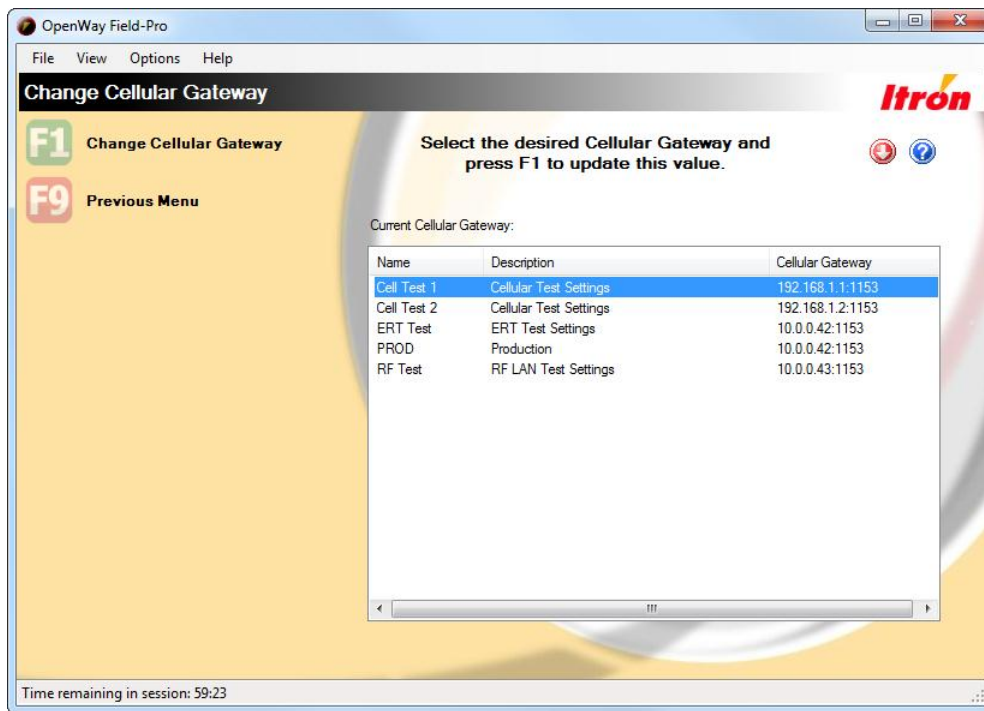 OpenWay Field-Pro
File View Options Help
Change Cellular Gateway
Itrón
F1 Change Cellular Gateway
F9 Previous Menu
Select the desired Cellular Gateway and
press F1 to update this value.
Current Cellular Gateway:
Name Description Cellular Gateway
Cell Test 1 Cellular Test Settings 192.168.1.1:1153
Cell Test 2 Cellular Test Settings 192.168.1.2:1153
ERT Test ERT Test Settings 10.0.0.42:1153
PROD Production 10.0.0.42:1153
RF Test RF LAN Test Settings 10.0.0.43:1153
Time remaining in session: 59:23